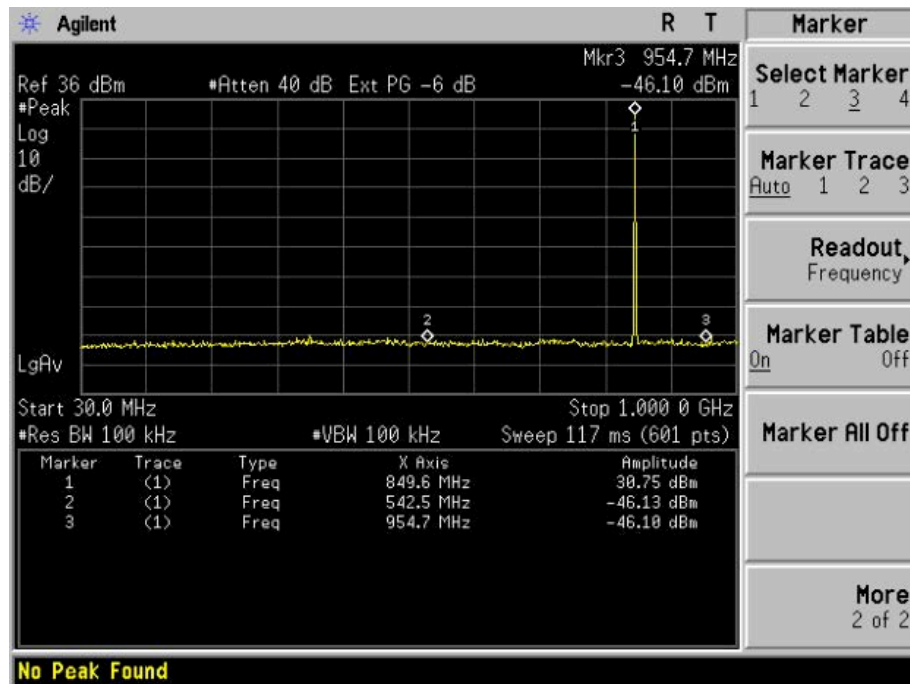 Agilent R T Marker
Mkr3 954.7 MHz
Ref 36 dBm #Atten 40 dB Ext PG -6 dB -46.10 dBm
#Peak
Log
10
dB/
1
2
3
LgAv
Start 30.0 MHz Stop 1.000 0 GHz
#Res BW 100 kHz #VBW 100 kHz Sweep 117 ms (601 pts)
Marker Trace Type X Axis Amplitude
1 (1) Freq 849.6 MHz 30.75 dBm
2 (1) Freq 542.5 MHz -46.13 dBm
3 (1) Freq 954.7 MHz -46.10 dBm
Select Marker
1 2 3 4
Marker Trace
Auto 1 2 3
Readout
Frequency
Marker Table
On Off
Marker All Off
More
2 of 2
No Peak Found